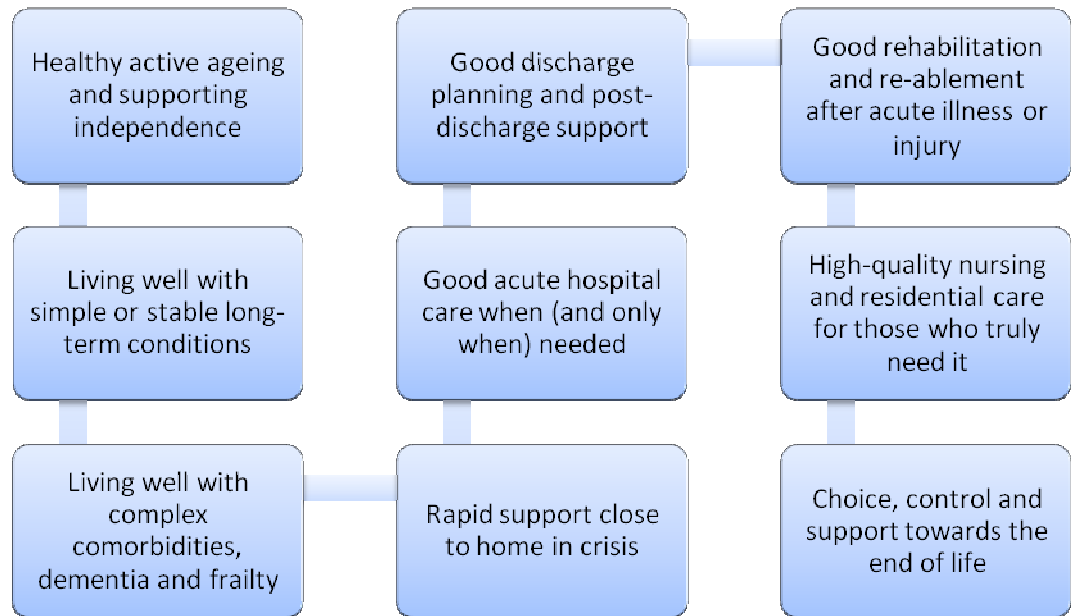 Healthy active ageing
and supporting
independence
Living well with
simple or stable long-
term conditions
Living well with
complex
comorbidities,
dementia and frailty
Rapid support close
to home in crisis
Good acute hospital
care when (and only
when) needed
Good discharge
planning and post-
discharge support
Good rehabilitation
and re-ablement
after acute illness or
injury
High-quality nursing
and residential care
for those who truly
need it
Choice, control and
support towards the
end of life